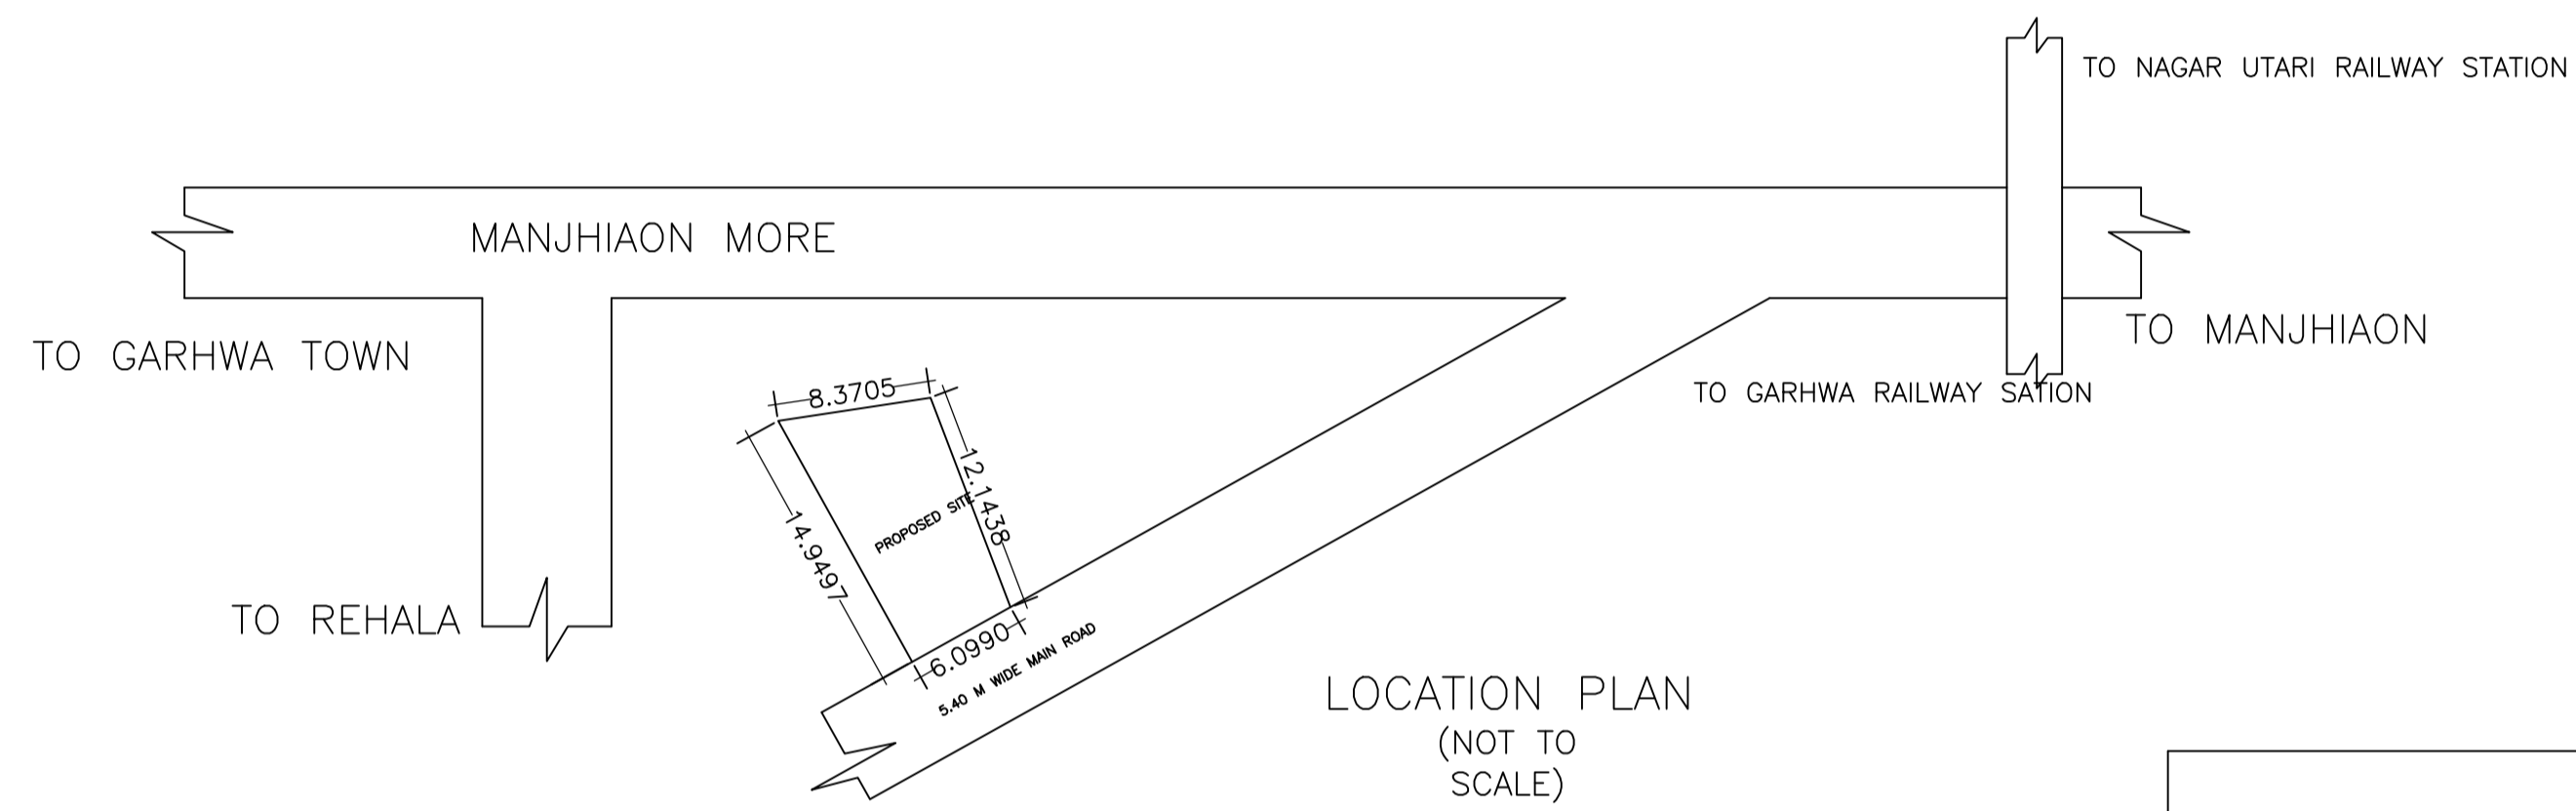 TO NAGAR UTARI RAILWAY STATION
MANJHIAON MORE
TO MANJHIAON
TO GARHWA TOWN
TO GARHWA RAILWAY SATION
8.3705
12.1438
PROPOSED SITE
14.9497
TO REHALA
6.0990
5.40 M WIDE MAIN ROAD
LOCATION PLAN
(NOT TO
SCALE)